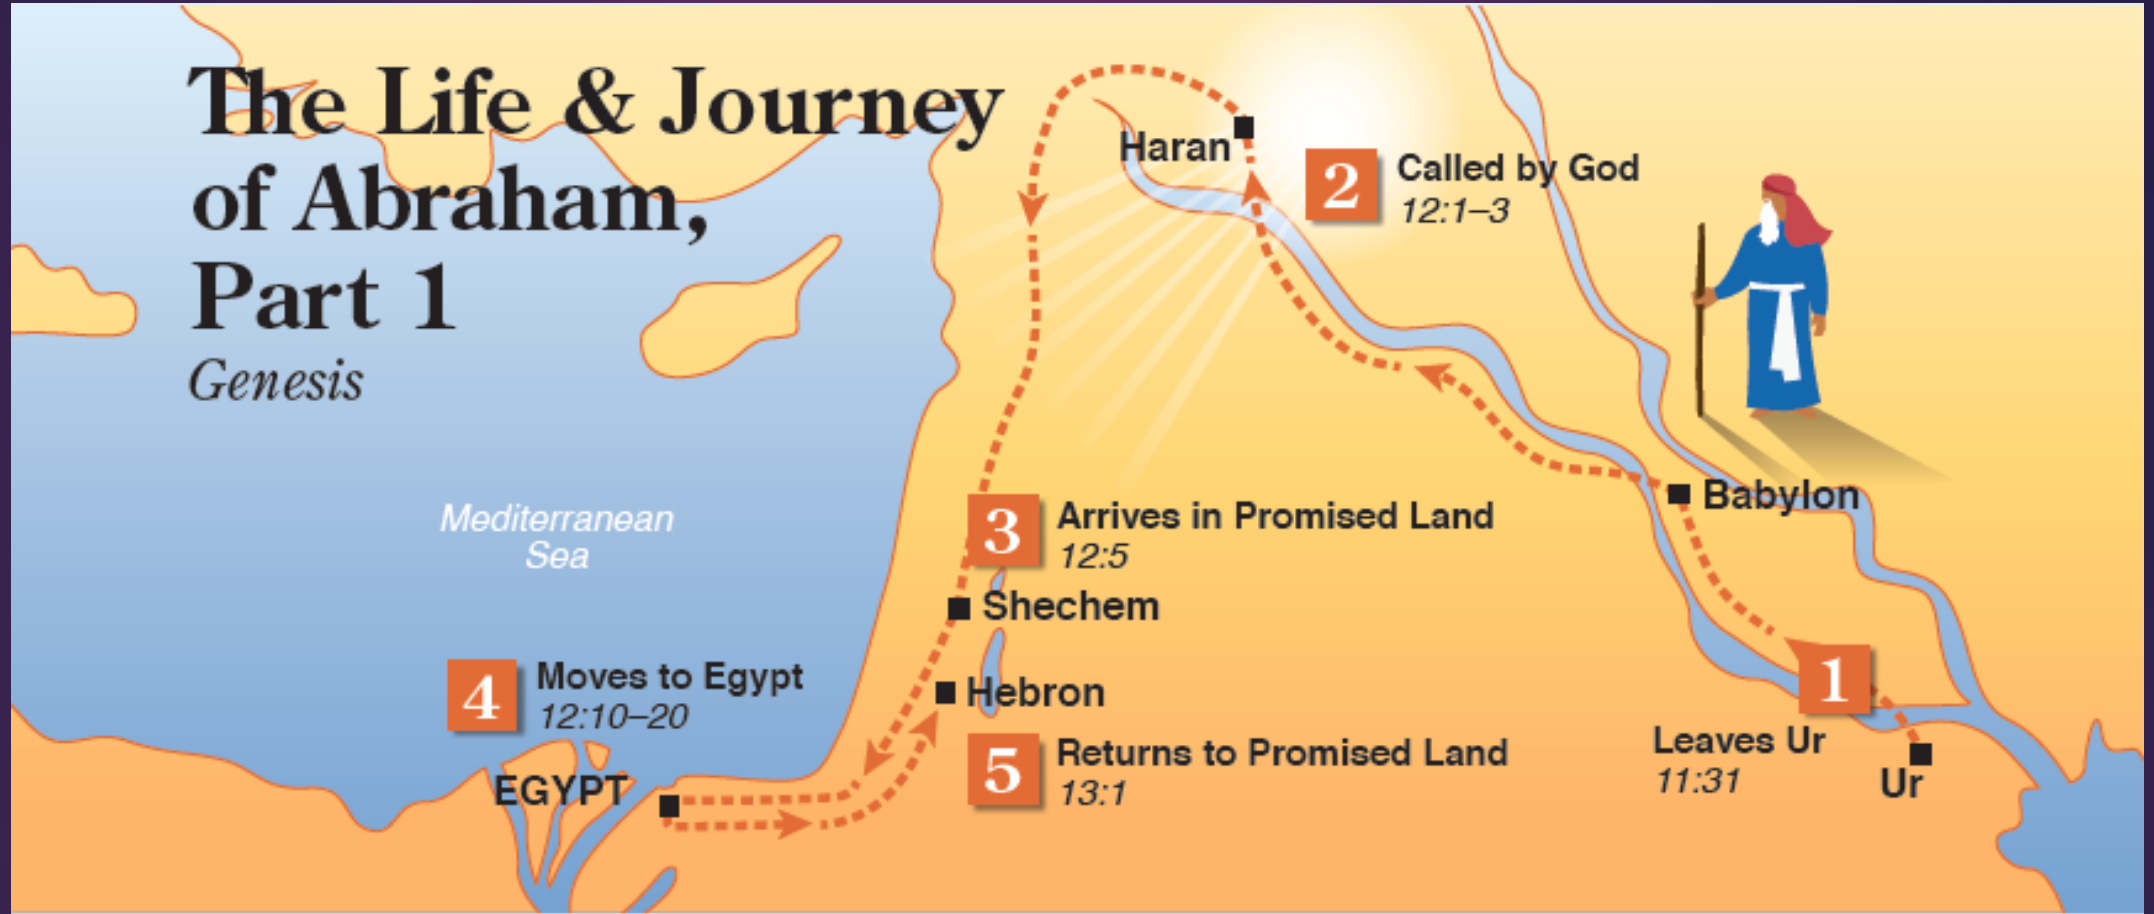 The Life & Journey
of Abraham,
Part 1
Genesis
Haran
2
Called by God
12:1–3
Mediterranean
Sea
Babylon
3
Arrives in Promised Land
12:5
Shechem
4
Moves to Egypt
12:10–20
Hebron
1
Leaves Ur
11:31
Ur
5
Returns to Promised Land
13:1
EGYPT